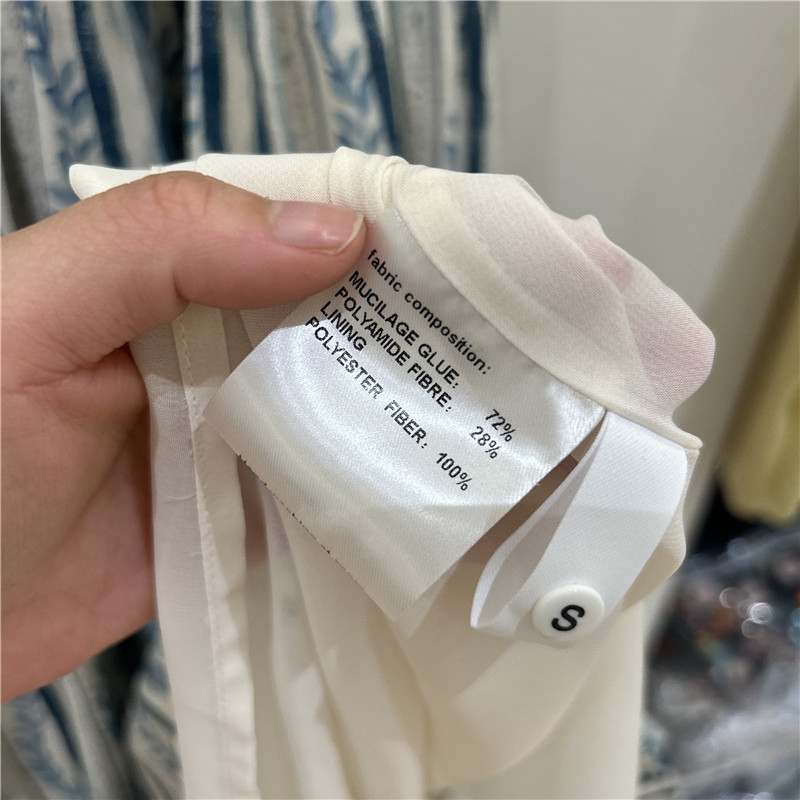 fabric composition:
MUCILAGE GLUE: 72%
POLYAMIDE FIBRE: 28%
LINING
POLYESTER FIBER: 100%
S